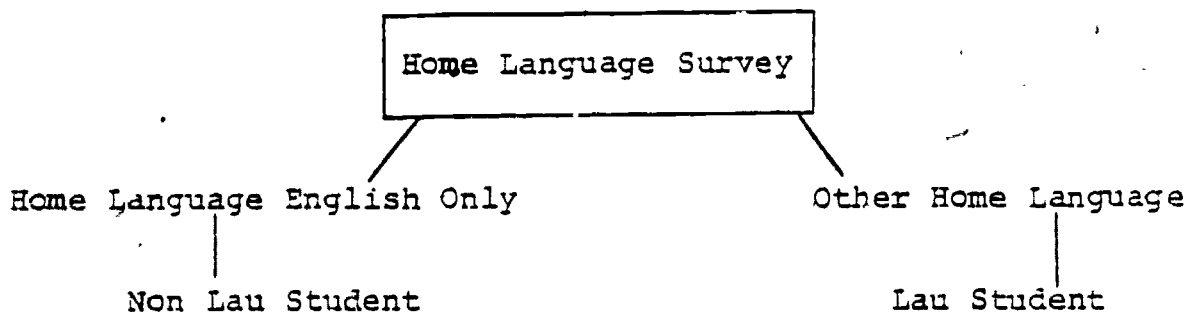 Home Language Survey
Home Language English Only
Other Home Language
Non Lau Student
Lau Student